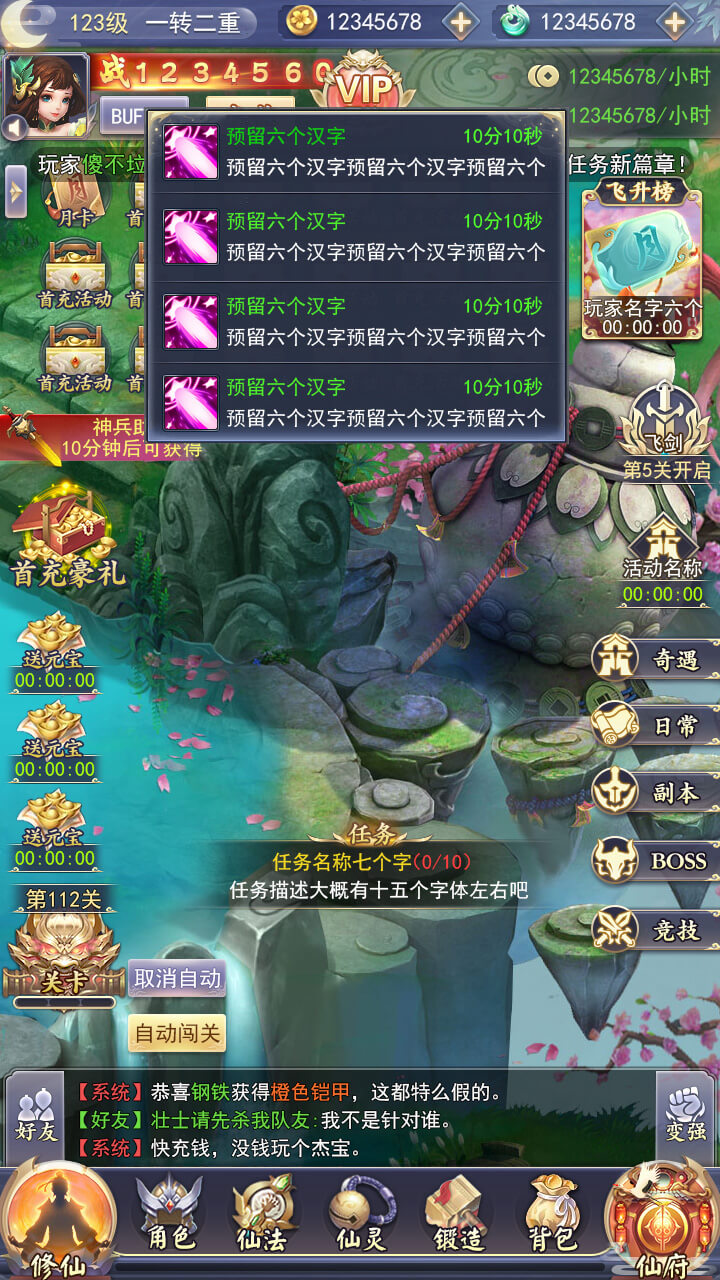 123级 一转二重
12345678
12345678
战1234560
VIP
12345678/小时
12345678/小时
BUF
玩家傻不垃
任务新篇章!
预留六个汉字 10分10秒
预留六个汉字预留六个汉字预留六个
预留六个汉字 10分10秒
预留六个汉字预留六个汉字预留六个
预留六个汉字 10分10秒
预留六个汉字预留六个汉字预留六个
预留六个汉字 10分10秒
预留六个汉字预留六个汉字预留六个
月卡
首
首充活动
首
首充活动
首
飞升榜
月
玩家名字六个
00:00:00
神兵助
10分钟后可获得
飞剑
第5关开启
首充豪礼
活动名称
00:00:00
送元宝
00:00:00
送元宝
00:00:00
送元宝
00:00:00
奇遇
日常
副本
BOSS
竞技
任务
任务名称七个字(0/10)
任务描述大概有十五个字体左右吧
第112关
关卡
取消自动
自动闯关
好友
【系统】恭喜钢铁获得橙色铠甲，这都特么假的。
【好友】壮士请先杀我队友:我不是针对谁。
【系统】快充钱，没钱玩个杰宝。
变强
修仙
角色
仙法
仙灵
锻造
背包
仙府